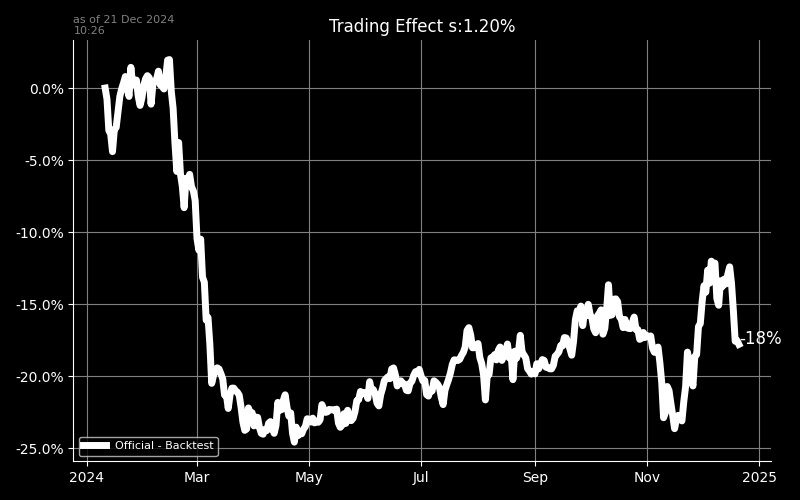 as of 21 Dec 2024
10:26
Trading Effect s:1.20%
0.0%
-5.0%
-10.0%
-15.0%
-20.0%
-25.0%
-18%
Official - Backtest
2024
Mar
May
Jul
Sep
Nov
2025